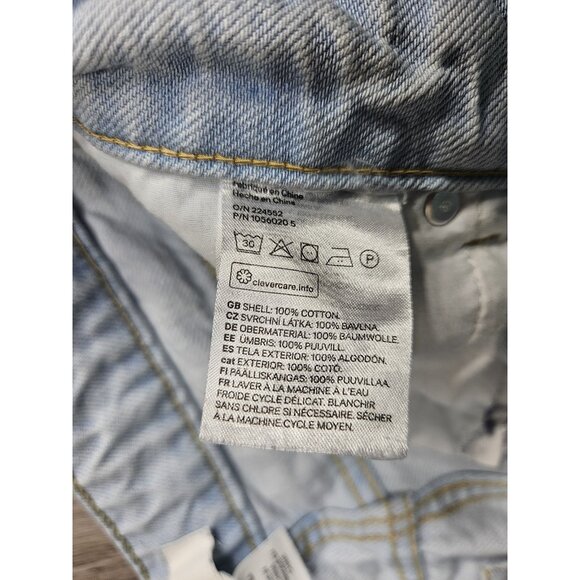 Fabriqué en Chine
Hecho en China
O/N 224552
P/N 1056020 5
30 P
clevercare.info
GB SHELL: 100% COTTON.
CZ SVRCHNI LÁTKA: 100% BAVLNA.
DE OBERMATERIAL: 100% BAUMWOLLE.
EE ÜMBRIS: 100% PUUVILL.
ES TELA EXTERIOR: 100% ALGODÓN.
cat EXTERIOR: 100% COTÓ.
FI PÄÄLLISKANGAS: 100% PUUVILLAA.
FR LAVER À LA MACHINE À L'EAU
FROIDE CYCLE DÉLICAT. BLANCHIR
SANS CHLORE SI NÉCESSAIRE. SÉCHER
À LA MACHINE CYCLE MOYEN.